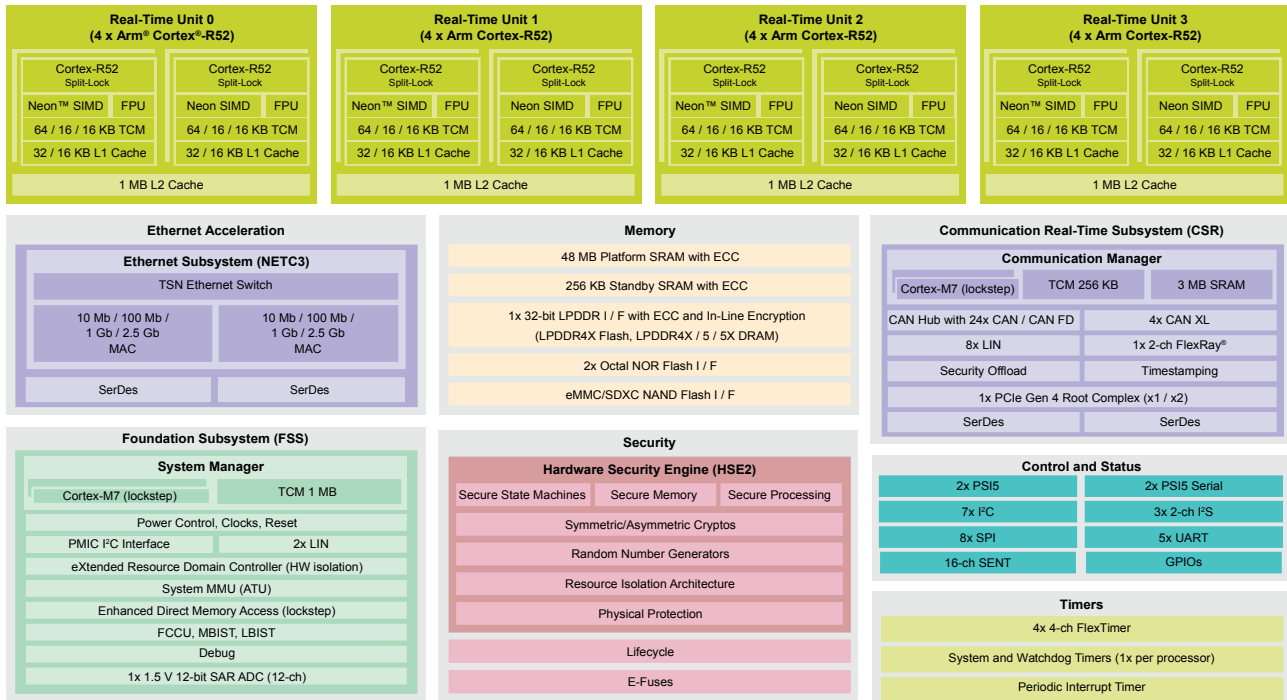 Real-Time Unit 0
(4 x Arm® Cortex®-R52)
Cortex-R52
Split-Lock
Neon™ SIMD
FPU
64 / 16 / 16 KB TCM
32 / 16 KB L1 Cache
Cortex-R52
Split-Lock
Neon SIMD
FPU
64 / 16 / 16 KB TCM
32 / 16 KB L1 Cache
1 MB L2 Cache
Real-Time Unit 1
(4 x Arm Cortex-R52)
Cortex-R52
Split-Lock
Neon™ SIMD
FPU
64 / 16 / 16 KB TCM
32 / 16 KB L1 Cache
Cortex-R52
Split-Lock
Neon SIMD
FPU
64 / 16 / 16 KB TCM
32 / 16 KB L1 Cache
1 MB L2 Cache
Real-Time Unit 2
(4 x Arm Cortex-R52)
Cortex-R52
Split-Lock
Neon™ SIMD
FPU
64 / 16 / 16 KB TCM
32 / 16 KB L1 Cache
Cortex-R52
Split-Lock
Neon SIMD
FPU
64 / 16 / 16 KB TCM
32 / 16 KB L1 Cache
1 MB L2 Cache
Real-Time Unit 3
(4 x Arm Cortex-R52)
Cortex-R52
Split-Lock
Neon™ SIMD
FPU
64 / 16 / 16 KB TCM
32 / 16 KB L1 Cache
Cortex-R52
Split-Lock
Neon SIMD
FPU
64 / 16 / 16 KB TCM
32 / 16 KB L1 Cache
1 MB L2 Cache
Ethernet Acceleration
Ethernet Subsystem (NETC3)
TSN Ethernet Switch
10 Mb / 100 Mb /
1 Gb / 2.5 Gb
MAC
10 Mb / 100 Mb /
1 Gb / 2.5 Gb
MAC
SerDes
SerDes
Memory
48 MB Platform SRAM with ECC
256 KB Standby SRAM with ECC
1x 32-bit LPDDR I / F with ECC and In-Line Encryption
(LPDDR4X Flash, LPDDR4X / 5 / 5X DRAM)
2x Octal NOR Flash I / F
eMMC/SDXC NAND Flash I / F
Communication Real-Time Subsystem (CSR)
Communication Manager
Cortex-M7 (lockstep)
TCM 256 KB
3 MB SRAM
CAN Hub with 24x CAN / CAN FD
4x CAN XL
8x LIN
1x 2-ch FlexRay®
Security Offload
Timestamping
1x PCIe Gen 4 Root Complex (x1 / x2)
SerDes
SerDes
Foundation Subsystem (FSS)
System Manager
Cortex-M7 (lockstep)
TCM 1 MB
Power Control, Clocks, Reset
PMIC I²C Interface
2x LIN
eXtended Resource Domain Controller (HW isolation)
System MMU (ATU)
Enhanced Direct Memory Access (lockstep)
FCCU, MBIST, LBIST
Debug
1x 1.5 V 12-bit SAR ADC (12-ch)
Security
Hardware Security Engine (HSE2)
Secure State Machines
Secure Memory
Secure Processing
Symmetric/Asymmetric Cryptos
Random Number Generators
Resource Isolation Architecture
Physical Protection
Lifecycle
E-Fuses
Control and Status
2x PSI5
2x PSI5 Serial
7x I²C
3x 2-ch I²S
8x SPI
5x UART
16-ch SENT
GPIOs
Timers
4x 4-ch FlexTimer
System and Watchdog Timers (1x per processor)
Periodic Interrupt Timer